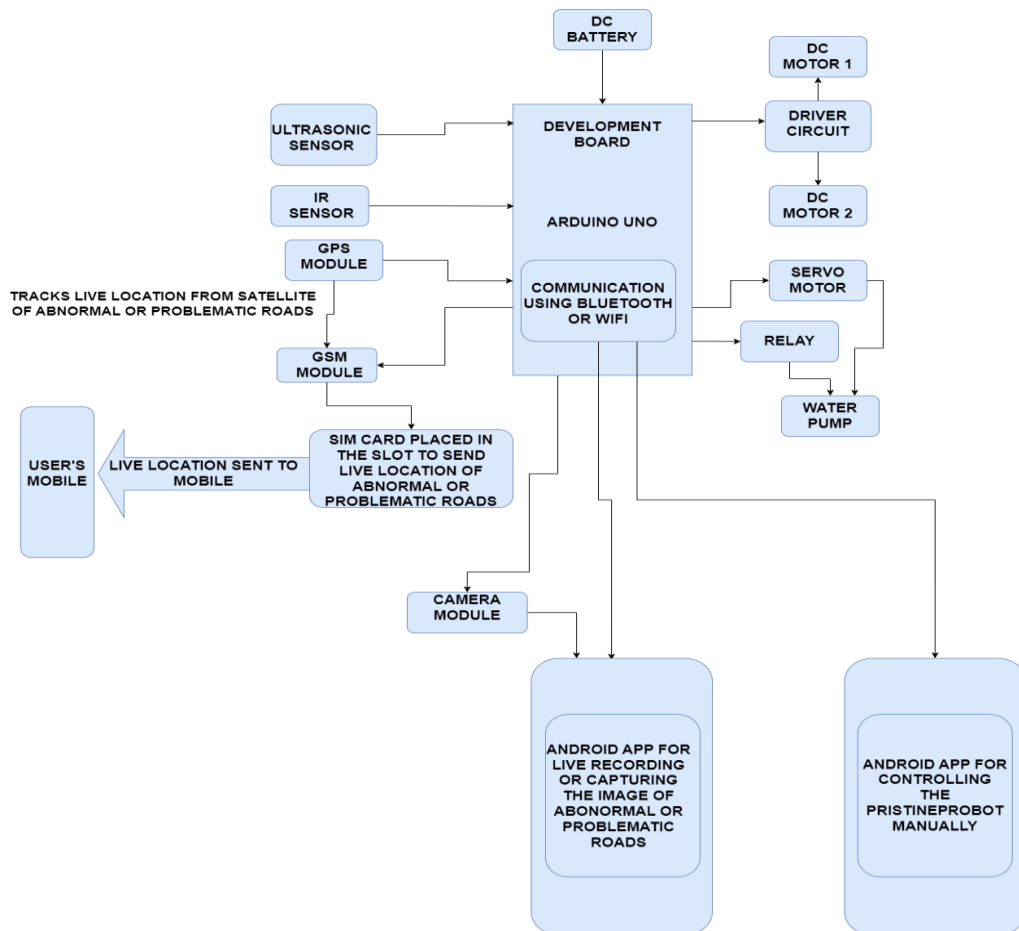 DC
BATTERY
DC
MOTOR 1
ULTRASONIC
SENSOR
DEVELOPMENT
BOARD
DRIVER
CIRCUIT
IR
SENSOR
ARDUINO UNO
DC
MOTOR 2
GPS
MODULE
COMMUNICATION
USING BLUETOOTH
OR WIFI
SERVO
MOTOR
TRACKS LIVE LOCATION FROM SATELLITE
OF ABNORMAL OR PROBLEMATIC ROADS
RELAY
GSM
MODULE
WATER
PUMP
USER'S
MOBILE
LIVE LOCATION SENT TO
MOBILE
SIM CARD PLACED IN
THE SLOT TO SEND
LIVE LOCATION OF
ABNORMAL OR
PROBLEMATIC ROADS
CAMERA
MODULE
ANDROID APP FOR
LIVE RECORDING
OR CAPTURING
THE IMAGE OF
ABONORMAL OR
PROBLEMATIC
ROADS
ANDROID APP FOR
CONTROLLING
THE
PRISTINEPROBOT
MANUALLY